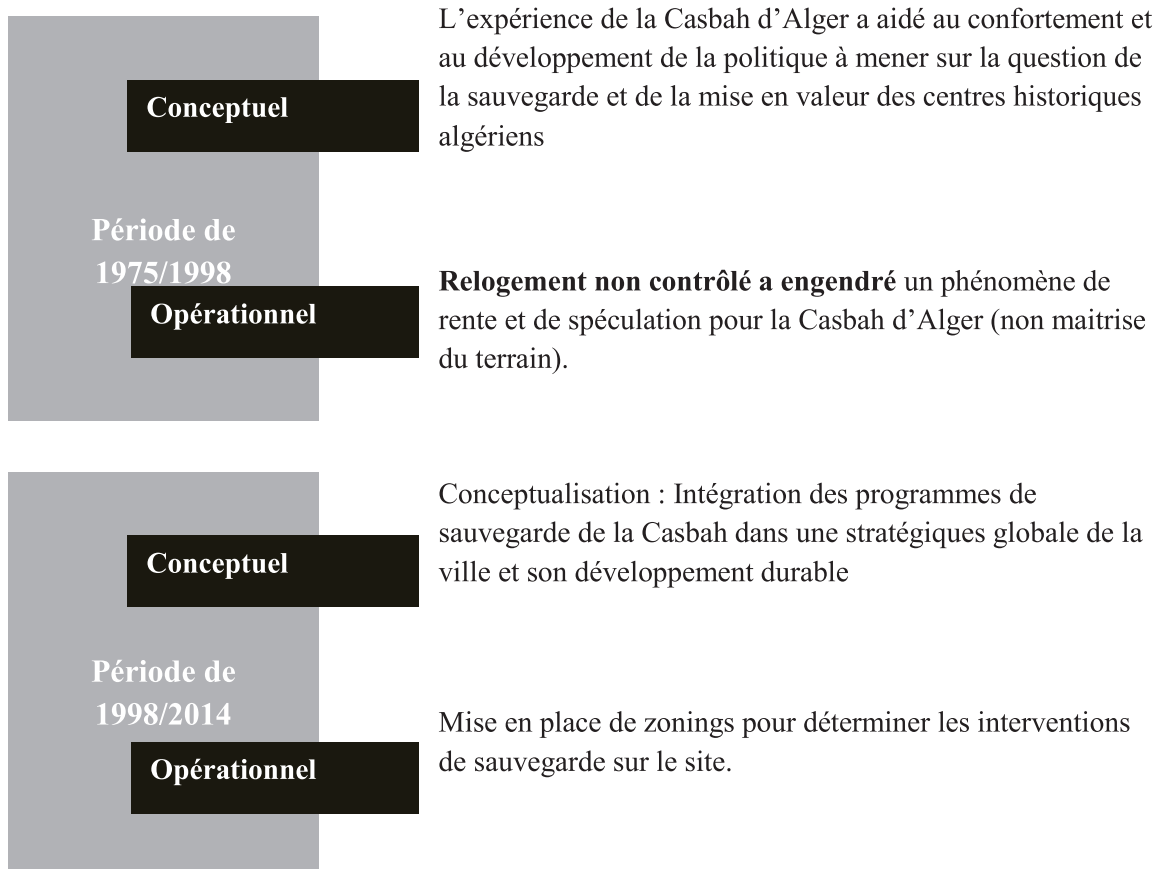 L’expérience de la Casbah d’Alger a aidé au confortement et
au développement de la politique à mener sur la question de
la sauvegarde et de la mise en valeur des centres historiques
algériens
Conceptuel
Période de
1975/1998
Opérationnel
Relogement non contrôlé a engendré un phénomène de
rente et de spéculation pour la Casbah d’Alger (non maitrise
du terrain).
Conceptuel
Conceptualisation : Intégration des programmes de
sauvegarde de la Casbah dans une stratégiques globale de la
ville et son développement durable
Période de
1998/2014
Opérationnel
Mise en place de zonings pour déterminer les interventions
de sauvegarde sur le site.